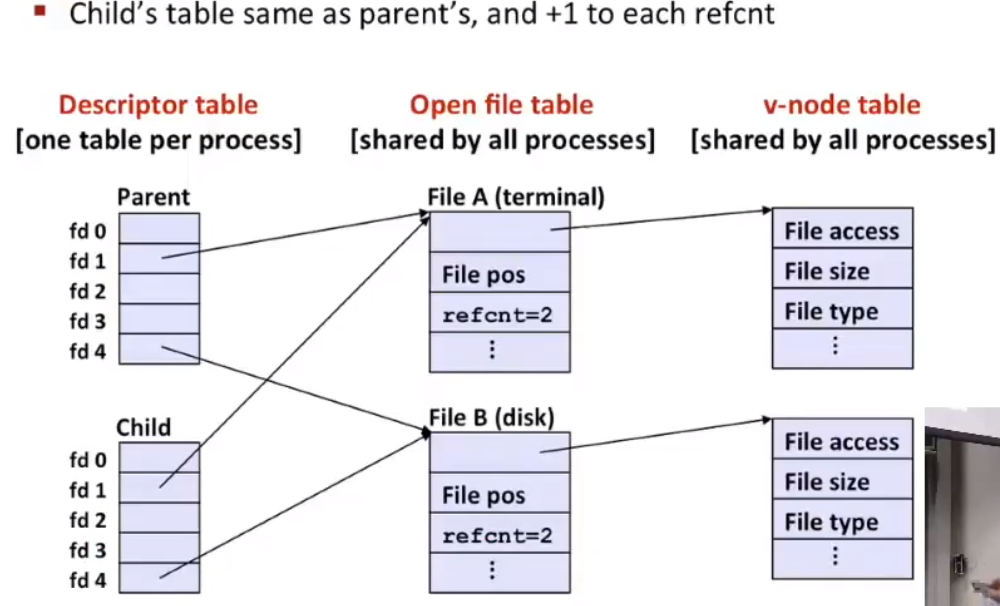 ▪ Child's table same as parent's, and +1 to each refcnt
Descriptor table
[one table per process]
Open file table
[shared by all processes]
v-node table
[shared by all processes]
Parent
fd 0
fd 1
fd 2
fd 3
fd 4
File A (terminal)
File pos
refcnt=2
⋮
File access
File size
File type
⋮
Child
fd 0
fd 1
fd 2
fd 3
fd 4
File B (disk)
File pos
refcnt=2
⋮
File access
File size
File type
⋮